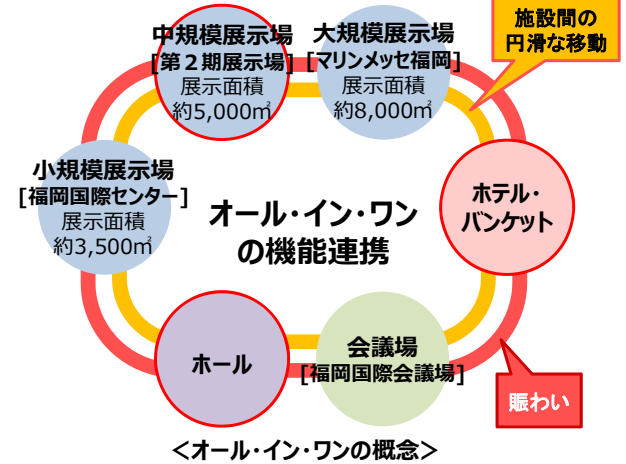 施設間の
円滑な移動
中規模展示場
[第２期展示場]
展示面積
約5,000㎡
大規模展示場
[マリンメッセ福岡]
展示面積
約8,000㎡
小規模展示場
[福岡国際センター]
展示面積
約3,500㎡
オール･イン･ワン
の機能連携
ホテル･
バンケット
ホール
会議場
[福岡国際会議場]
賑わい
＜オール･イン･ワンの概念＞